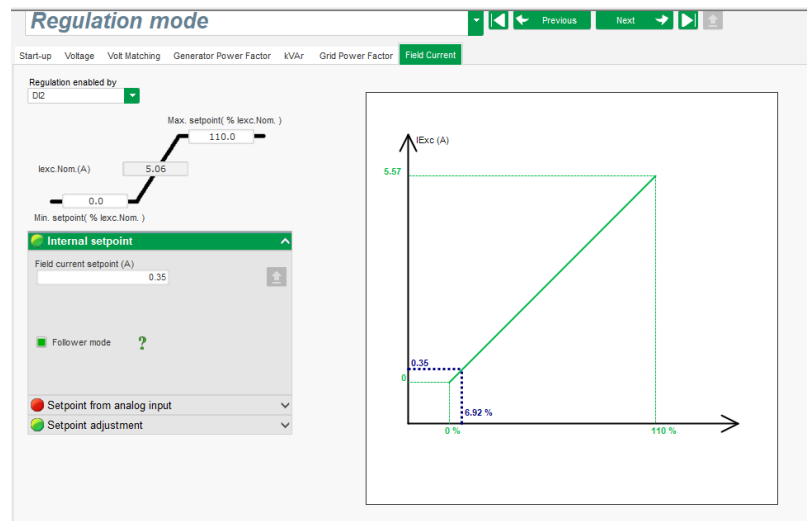 Regulation mode
Previous
Next
Start-up Voltage Volt Matching Generator Power Factor kVAr Grid Power Factor Field Current
Regulation enabled by
DI2
Max. setpoint( % Iexc.Nom. )
110.0
Iexc.Nom.(A)
5.06
0.0
Min. setpoint( % Iexc.Nom. )
Internal setpoint
Field current setpoint (A)
0.35
Follower mode ?
Setpoint from analog input
Setpoint adjustment
IExc (A)
5.57
0.35
0
6.92 %
0 %
110 %